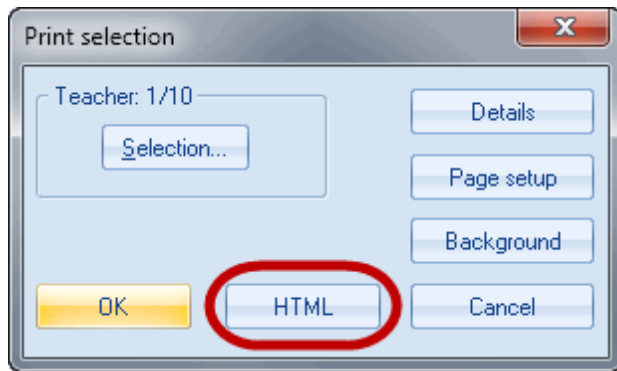 Print selection
Teacher: 1/10
Selection...
Details
Page setup
Background
OK
HTML
Cancel